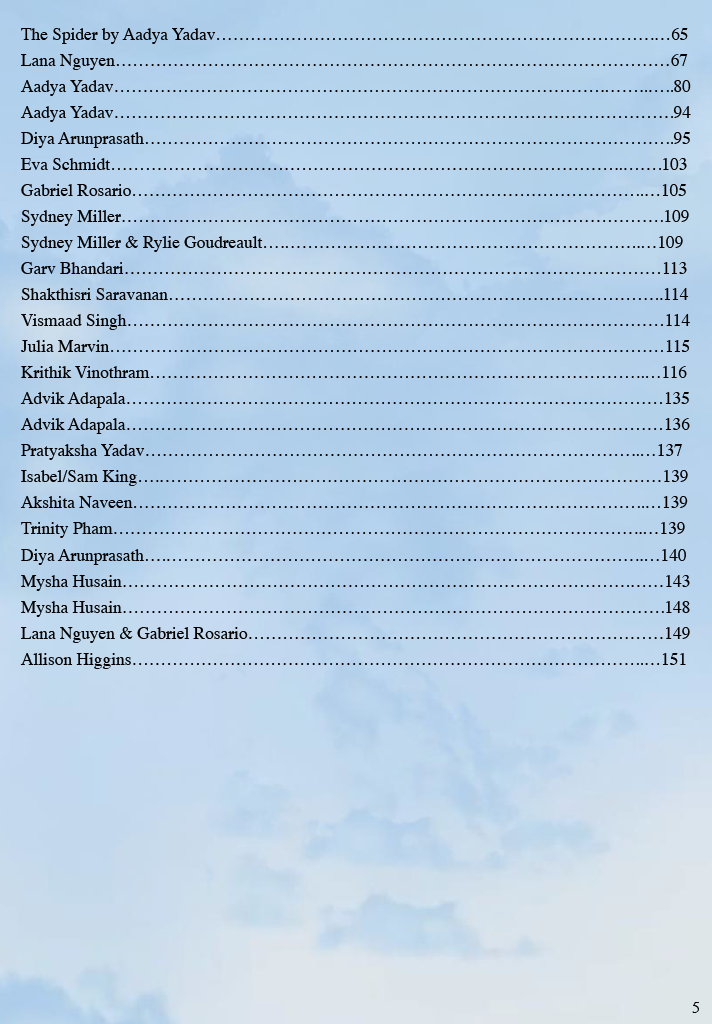 The Spider by Aadya Yadav……………………………………………………………………….…65
Lana Nguyen……………………………………………………………………………………67
Aadya Yadav…………………………………………………………………………….……..…..80
Aadya Yadav……………………………………………………………………………………….94
Diya Arunprasath…………………………………………………………………………………..95
Eva Schmidt…………………………………………………………………………………..……103
Gabriel Rosario………………………………………………………………………………..…105
Sydney Miller……………………………………………………………………………………….109
Sydney Miller & Rylie Goudreault….………………………………………………………..…109
Garv Bhandari……………………………………………………………………………………113
Shakthisri Saravanan……………………………………………………………………………..114
Vismaad Singh……………………………………………………………………………………114
Julia Marvin………………………………………………………………………………………115
Krithik Vinothram……………………………………………………………………………..…116
Advik Adapala……………………………………………………………………………………135
Advik Adapala……………………………………………………………………………………136
Pratyaksha Yadav……………………………………………………………………………..…137
Isabel/Sam King….………………………………………………………………………………139
Akshita Naveen………………………………………………………………………………..…139
Trinity Pham…………………………………………………………………………………...…139
Diya Arunprasath……………………………………………………………………………..…140
Mysha Husain……………………………………………………………………………………143
Mysha Husain……………………………………………………………………………………148
Lana Nguyen & Gabriel Rosario…………………………………………………………………149
Allison Higgins………………………………………………………………………………..…151
5